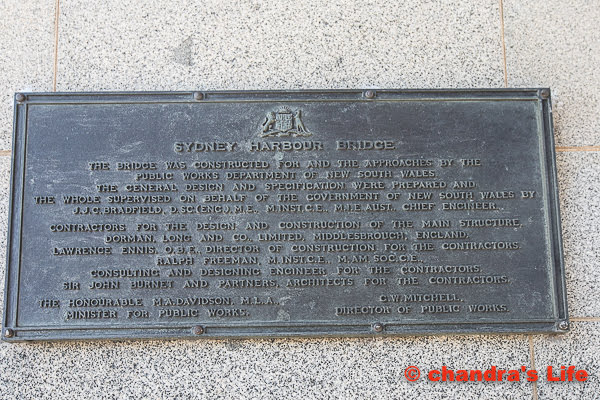 SYDNEY HARBOUR BRIDGE
THE BRIDGE WAS CONSTRUCTED FOR AND THE APPROACHES BY THE
PUBLIC WORKS DEPARTMENT OF NEW SOUTH WALES.
THE GENERAL DESIGN AND SPECIFICATION WERE PREPARED AND
THE WHOLE SUPERVISED ON BEHALF OF THE GOVERNMENT OF NEW SOUTH WALES BY
J.J.C.BRADFIELD, D.SC.(ENG.), M.E., M.INST.C.E., M.I.E.AUST., CHIEF ENGINEER.
CONTRACTORS FOR THE DESIGN AND CONSTRUCTION OF THE MAIN STRUCTURE,
DORMAN, LONG AND CO., LIMITED, MIDDLESBROUGH, ENGLAND.
LAWRENCE ENNIS, O.B.E., DIRECTOR OF CONSTRUCTION FOR THE CONTRACTORS.
RALPH FREEMAN, M.INST.C.E., M.AM.SOC.C.E.,
CONSULTING AND DESIGNING ENGINEER FOR THE CONTRACTORS.
SIR JOHN BURNET AND PARTNERS, ARCHITECTS FOR THE CONTRACTORS.
THE HONOURABLE M.A.DAVIDSON, M.L.A., C.W.MITCHELL,
MINISTER FOR PUBLIC WORKS. DIRECTOR OF PUBLIC WORKS.
© chandra's Life